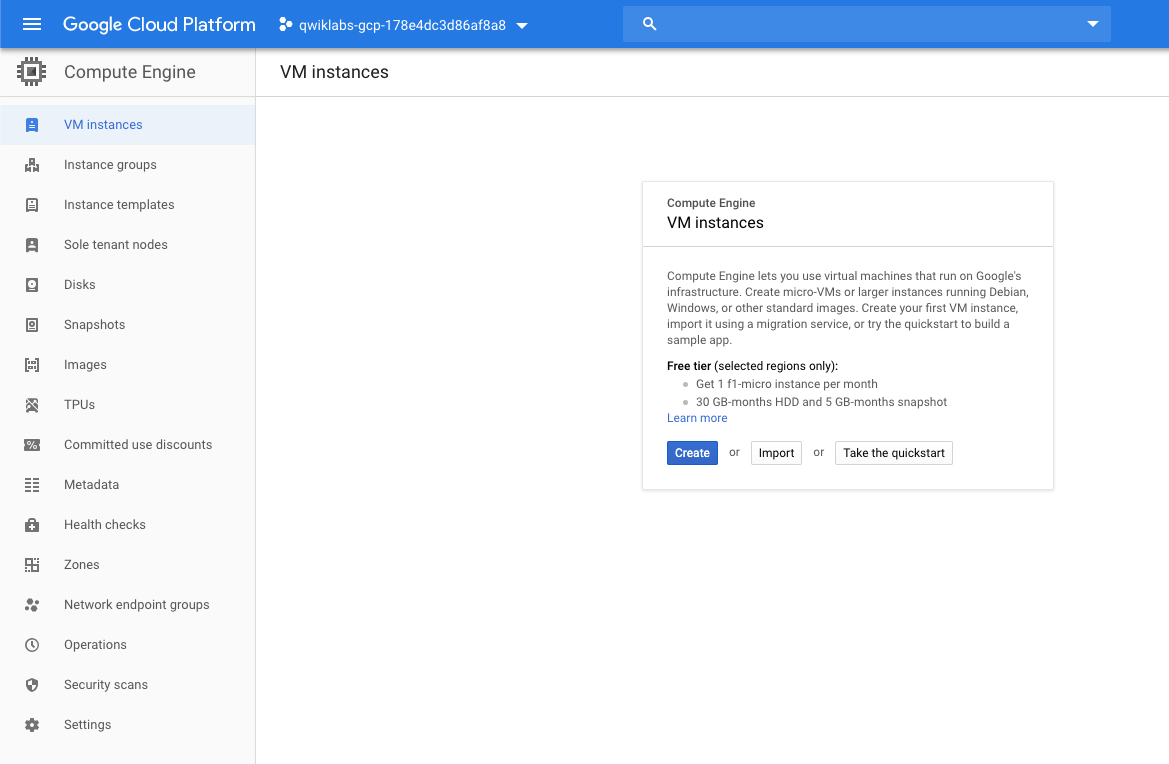 Google Cloud Platform
qwiklabs-gcp-178e4dc3d86af8a8
Compute Engine
VM instances
VM instances
Instance groups
Instance templates
Sole tenant nodes
Disks
Snapshots
Images
TPUs
Committed use discounts
Metadata
Health checks
Zones
Network endpoint groups
Operations
Security scans
Settings
Compute Engine
VM instances
Compute Engine lets you use virtual machines that run on Google's
infrastructure. Create micro-VMs or larger instances running Debian,
Windows, or other standard images. Create your first VM instance,
import it using a migration service, or try the quickstart to build a
sample app.
Free tier (selected regions only):
Get 1 f1-micro instance per month
30 GB-months HDD and 5 GB-months snapshot
Learn more
Create or Import or Take the quickstart